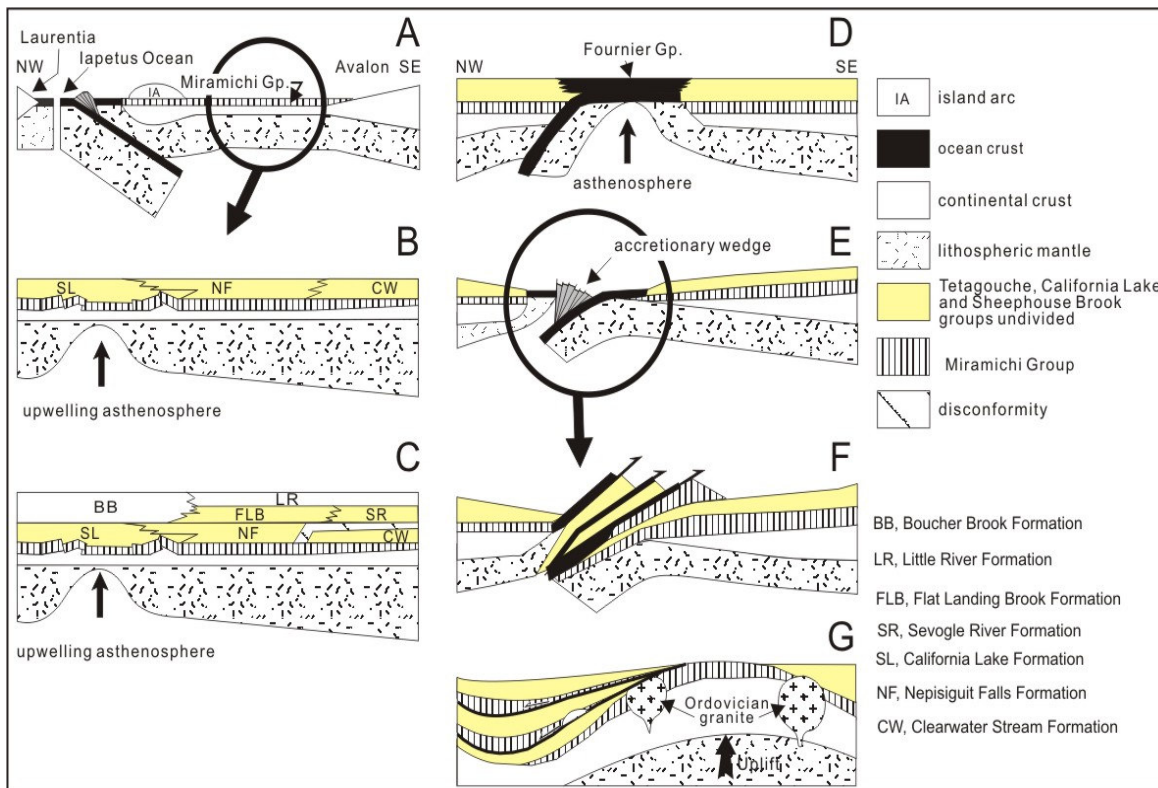 A
Laurentia
Iapetus Ocean
NW
Miramichi Gp.
Avalon SE
IA
B
SL
NF
CW
upwelling asthenosphere
C
BB
LR
FLB
SR
SL
NF
CW
upwelling asthenosphere
D
Fournier Gp.
NW
SE
asthenosphere
E
accretionary wedge
F
G
Ordovician
granite
Uplift
IA
island arc
ocean crust
continental crust
lithospheric mantle
Tetagouche, California Lake
and Sheephouse Brook
groups undivided
Miramichi Group
disconformity
BB, Boucher Brook Formation
LR, Little River Formation
FLB, Flat Landing Brook Formation
SR, Sevogle River Formation
SL, California Lake Formation
NF, Nepisiguit Falls Formation
CW, Clearwater Stream Formation